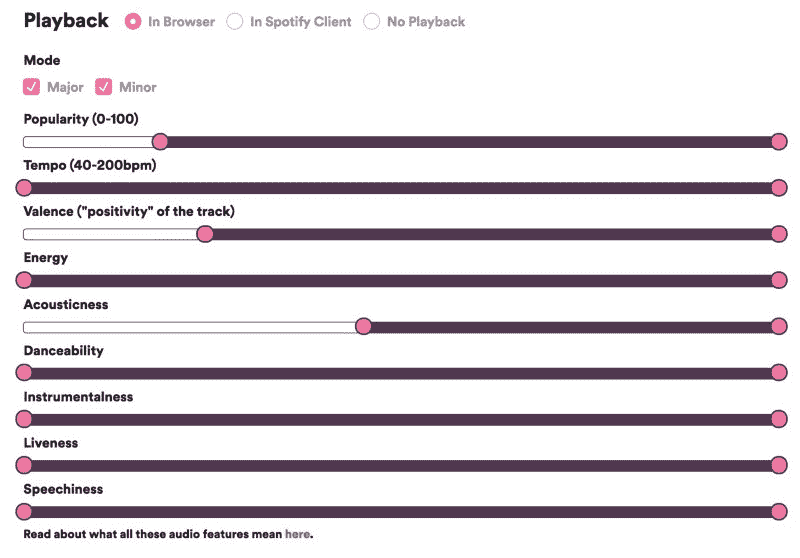 Playback In Browser In Spotify Client No Playback
Mode
Major Minor
Popularity (0-100)
Tempo (40-200bpm)
Valence ("positivity" of the track)
Energy
Acousticness
Danceability
Instrumentalness
Liveness
Speechiness
Read about what all these audio features mean here.